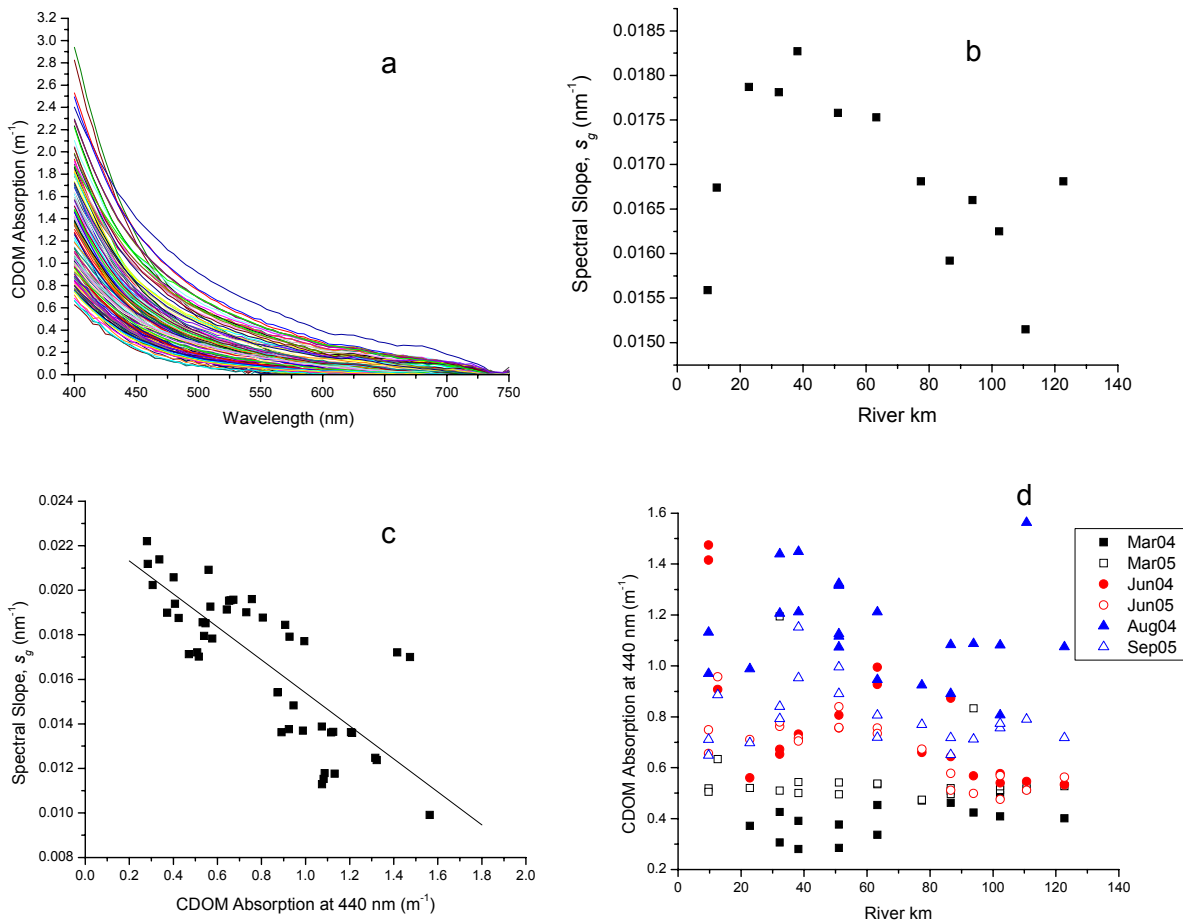 a
3.2
3.0
2.8
2.6
2.4
2.2
2.0
1.8
1.6
1.4
1.2
1.0
0.8
0.6
0.4
0.2
0.0
400 450 500 550 600 650 700 750
CDOM Absorption (m⁻¹)
Wavelength (nm)
b
0.0185
0.0180
0.0175
0.0170
0.0165
0.0160
0.0155
0.0150
0 20 40 60 80 100 120 140
Spectral Slope, s_g (nm⁻¹)
River km
c
0.024
0.022
0.020
0.018
0.016
0.014
0.012
0.010
0.008
0.0 0.2 0.4 0.6 0.8 1.0 1.2 1.4 1.6 1.8 2.0
Spectral Slope, s_g (nm⁻¹)
CDOM Absorption at 440 nm (m⁻¹)
d
1.6
1.4
1.2
1.0
0.8
0.6
0.4
0.2
0 20 40 60 80 100 120 140
CDOM Absorption at 440 nm (m⁻¹)
River km
Mar04
Mar05
Jun04
Jun05
Aug04
Sep05